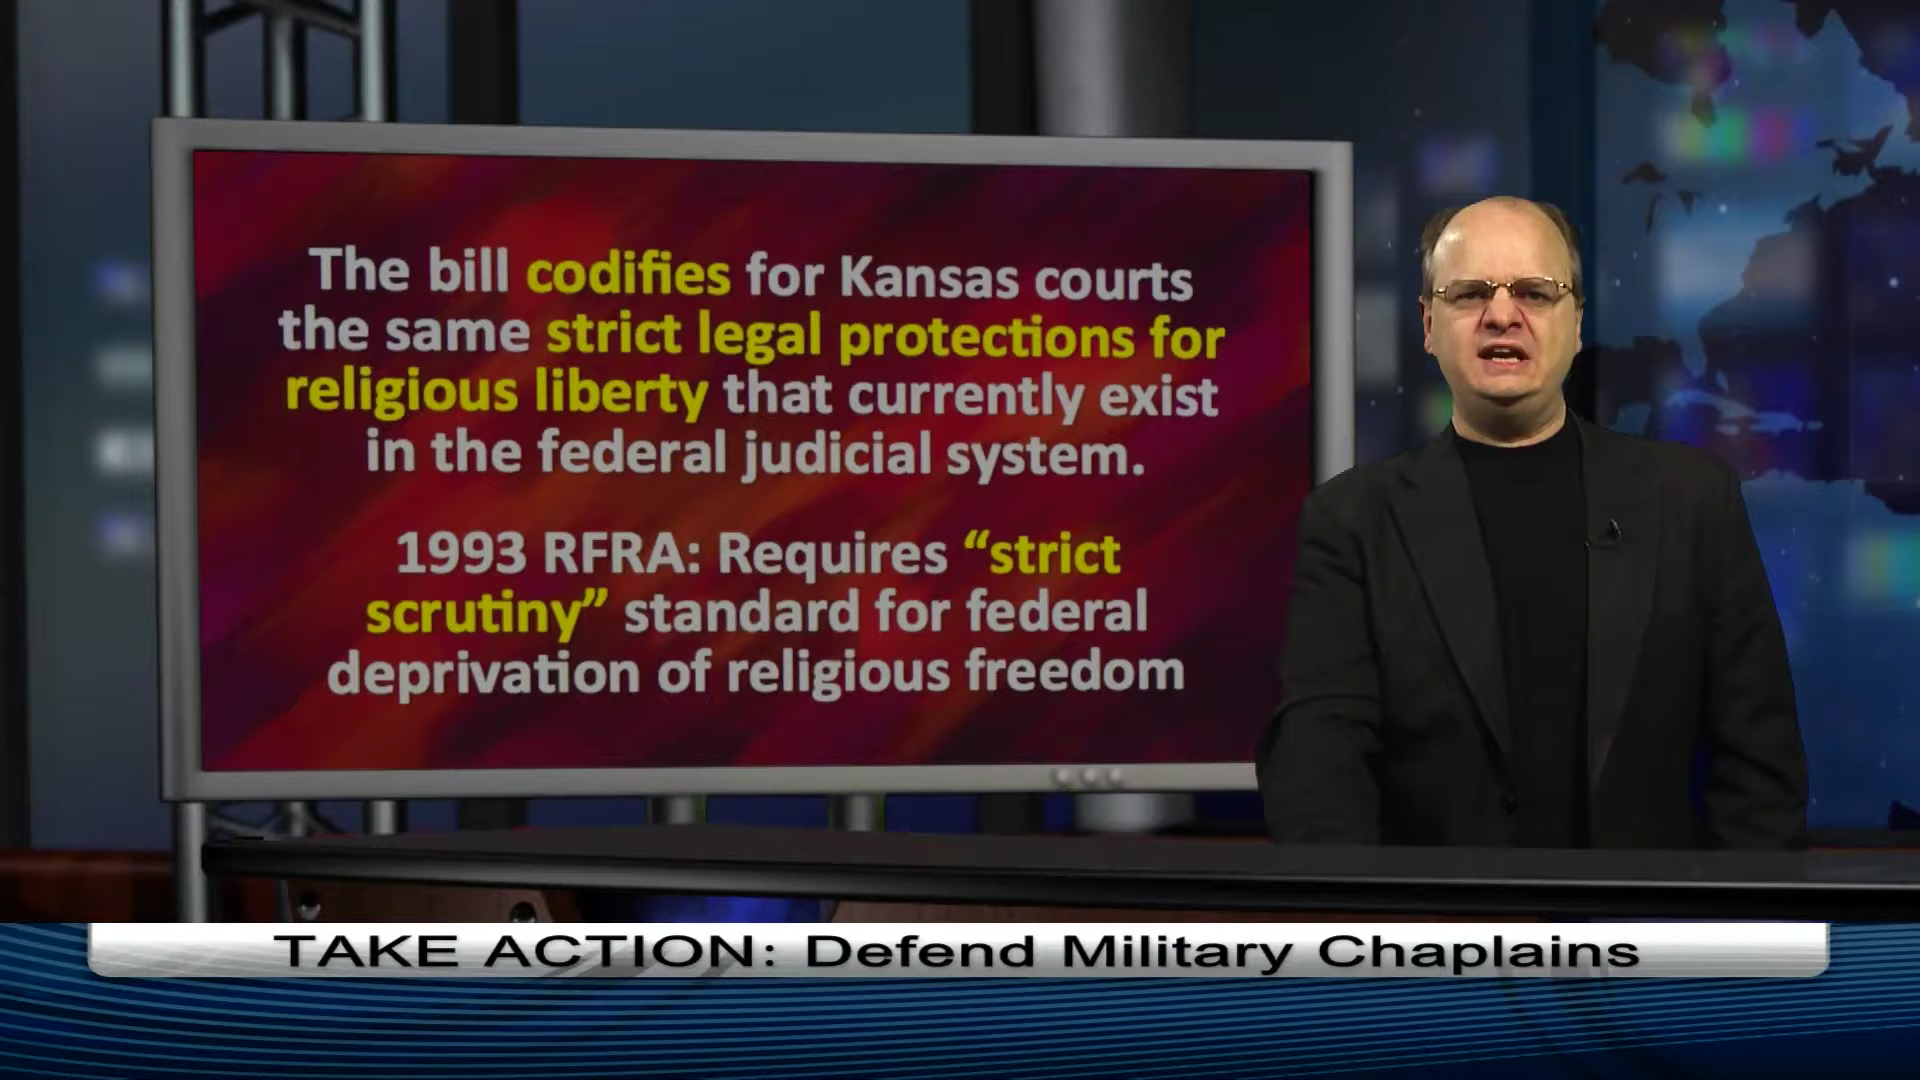 The bill codifies for Kansas courts
the same strict legal protections for
religious liberty that currently exist
in the federal judicial system.
1993 RFRA: Requires “strict
scrutiny” standard for federal
deprivation of religious freedom
TAKE ACTION: Defend Military Chaplains